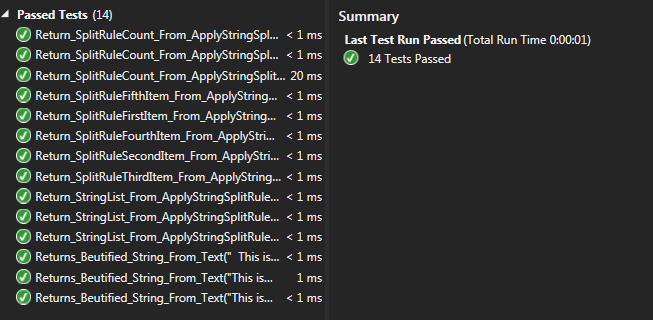 Passed Tests (14)
Return_SplitRuleCount_From_ApplyStringSpl... < 1 ms
Return_SplitRuleCount_From_ApplyStringSpl... < 1 ms
Return_SplitRuleCount_From_ApplyStringSplit... 20 ms
Return_SplitRuleFifthItem_From_ApplyString... < 1 ms
Return_SplitRuleFirstItem_From_ApplyString... < 1 ms
Return_SplitRuleFourthItem_From_ApplyStri... < 1 ms
Return_SplitRuleSecondItem_From_ApplyStri... < 1 ms
Return_SplitRuleThirdItem_From_ApplyString... < 1 ms
Return_StringList_From_ApplyStringSplitRule... < 1 ms
Return_StringList_From_ApplyStringSplitRule... < 1 ms
Return_StringList_From_ApplyStringSplitRule... < 1 ms
Returns_Beutified_String_From_Text("  This is... < 1 ms
Returns_Beutified_String_From_Text("This is... 1 ms
Returns_Beutified_String_From_Text("This is... < 1 ms
Summary
Last Test Run Passed (Total Run Time 0:00:01)
14 Tests Passed